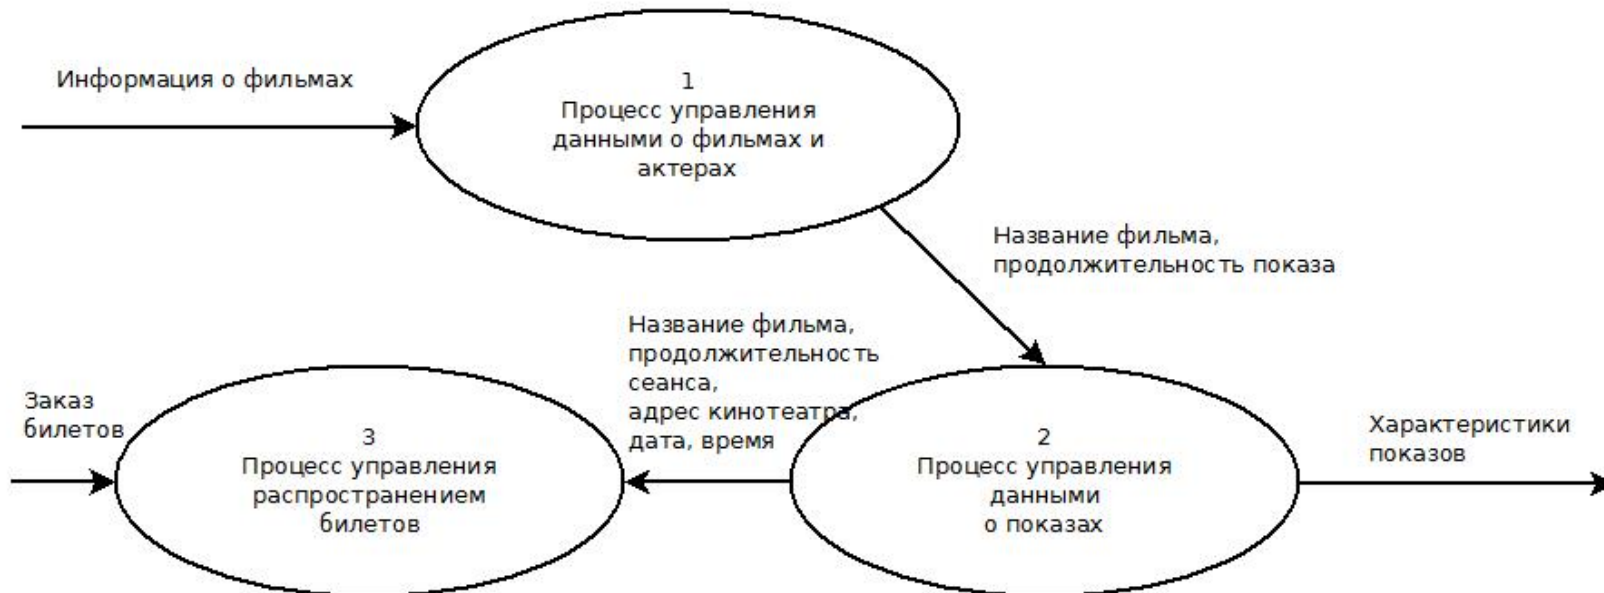 Информация о фильмах
1
Процесс управления
данными о фильмах и
актерах
Название фильма,
продолжительность показа
Название фильма,
продолжительность
сеанса,
адрес кинотеатра,
дата, время
Заказ
билетов
3
Процесс управления
распространением
билетов
2
Процесс управления
данными
о показах
Характеристики
показов